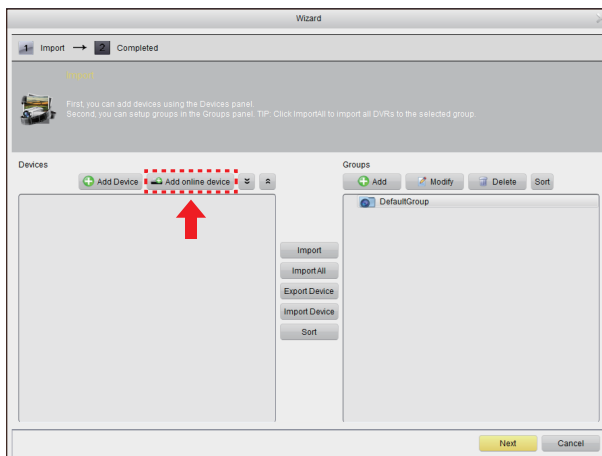 Wizard
1 Import → 2 Completed
Import
First, you can add devices using the Devices panel.
Second, you can setup groups in the Groups panel. TIP: Click ImportAll to import all DVRs to the selected group.
Devices
Groups
Add Device Add online device
Add Modify Delete Sort
DefaultGroup
Import
Import All
Export Device
Import Device
Sort
Next Cancel